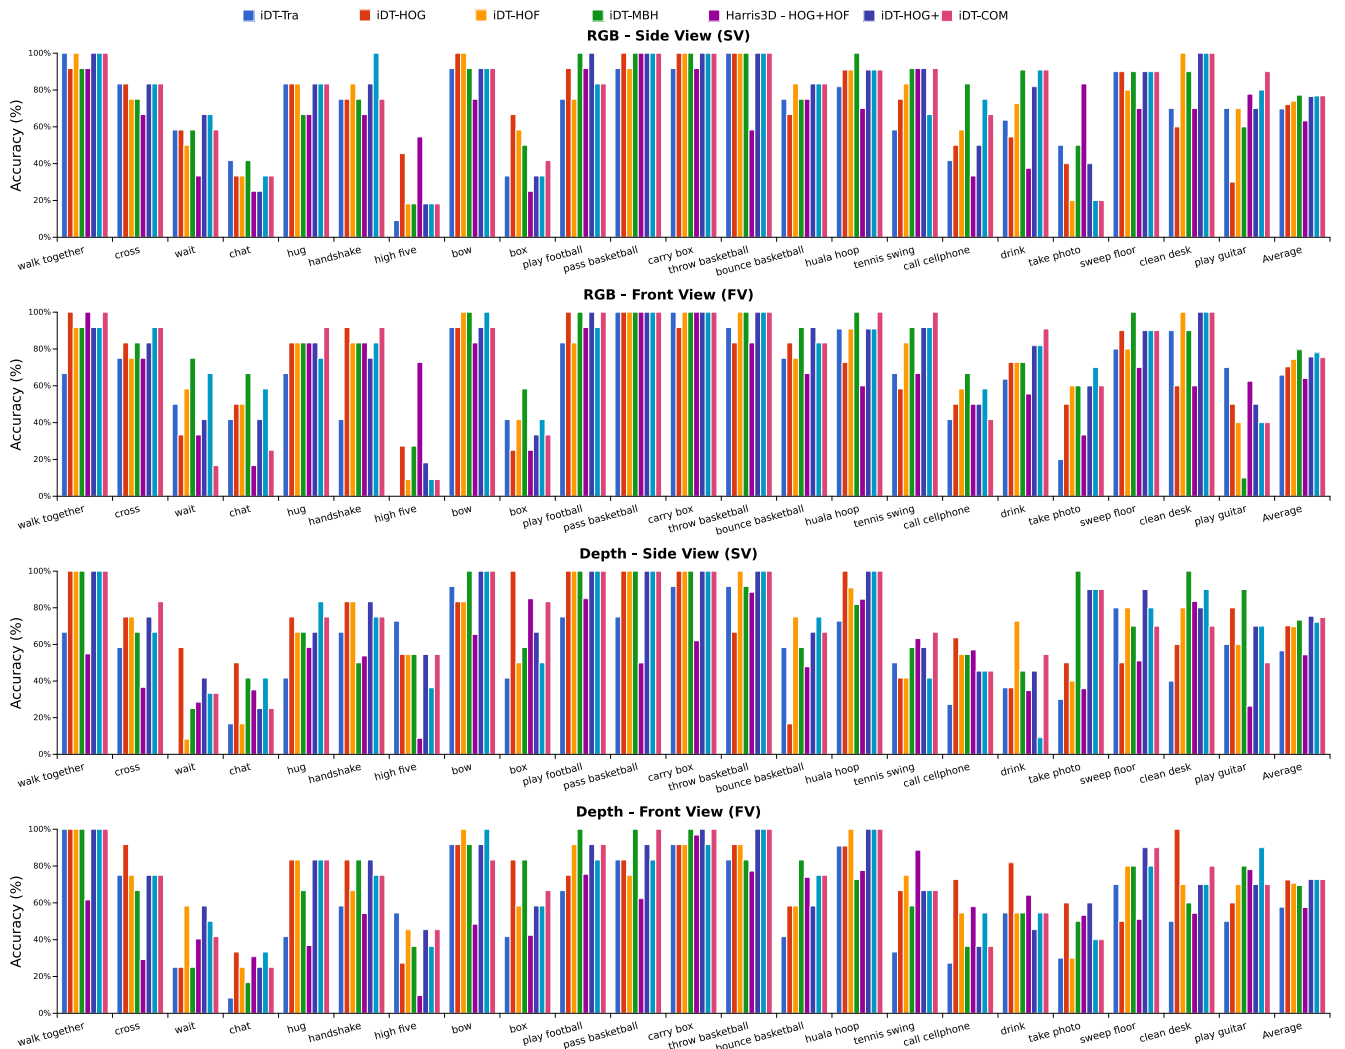 iDT-Tra iDT-HOG iDT-HOF iDT-MBH Harris3D - HOG+HOF iDT-HOG+ iDT-COM
RGB - Side View (SV)
Accuracy (%)
100%
80%
60%
40%
20%
0%
walk together cross wait chat hug handshake high five bow box play football pass basketball carry box throw basketball bounce basketball huala hoop tennis swing call cellphone drink take photo sweep floor clean desk play guitar Average
RGB - Front View (FV)
Accuracy (%)
100%
80%
60%
40%
20%
0%
walk together cross wait chat hug handshake high five bow box play football pass basketball carry box throw basketball bounce basketball huala hoop tennis swing call cellphone drink take photo sweep floor clean desk play guitar Average
Depth - Side View (SV)
Accuracy (%)
100%
80%
60%
40%
20%
0%
walk together cross wait chat hug handshake high five bow box play football pass basketball carry box throw basketball bounce basketball huala hoop tennis swing call cellphone drink take photo sweep floor clean desk play guitar Average
Depth - Front View (FV)
Accuracy (%)
100%
80%
60%
40%
20%
0%
walk together cross wait chat hug handshake high five bow box play football pass basketball carry box throw basketball bounce basketball huala hoop tennis swing call cellphone drink take photo sweep floor clean desk play guitar Average